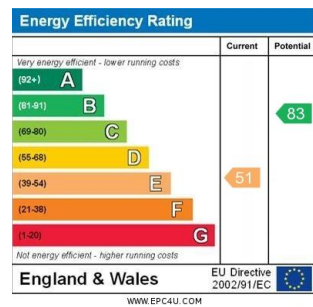 Energy Efficiency Rating
Current Potential
Very energy efficient - lower running costs
(92+) A
(81-91) B
83
(69-80) C
(55-68) D
(39-54) E
51
(21-38) F
(1-20) G
Not energy efficient - higher running costs
England & Wales
EU Directive
2002/91/EC
WWW.EPC4U.COM